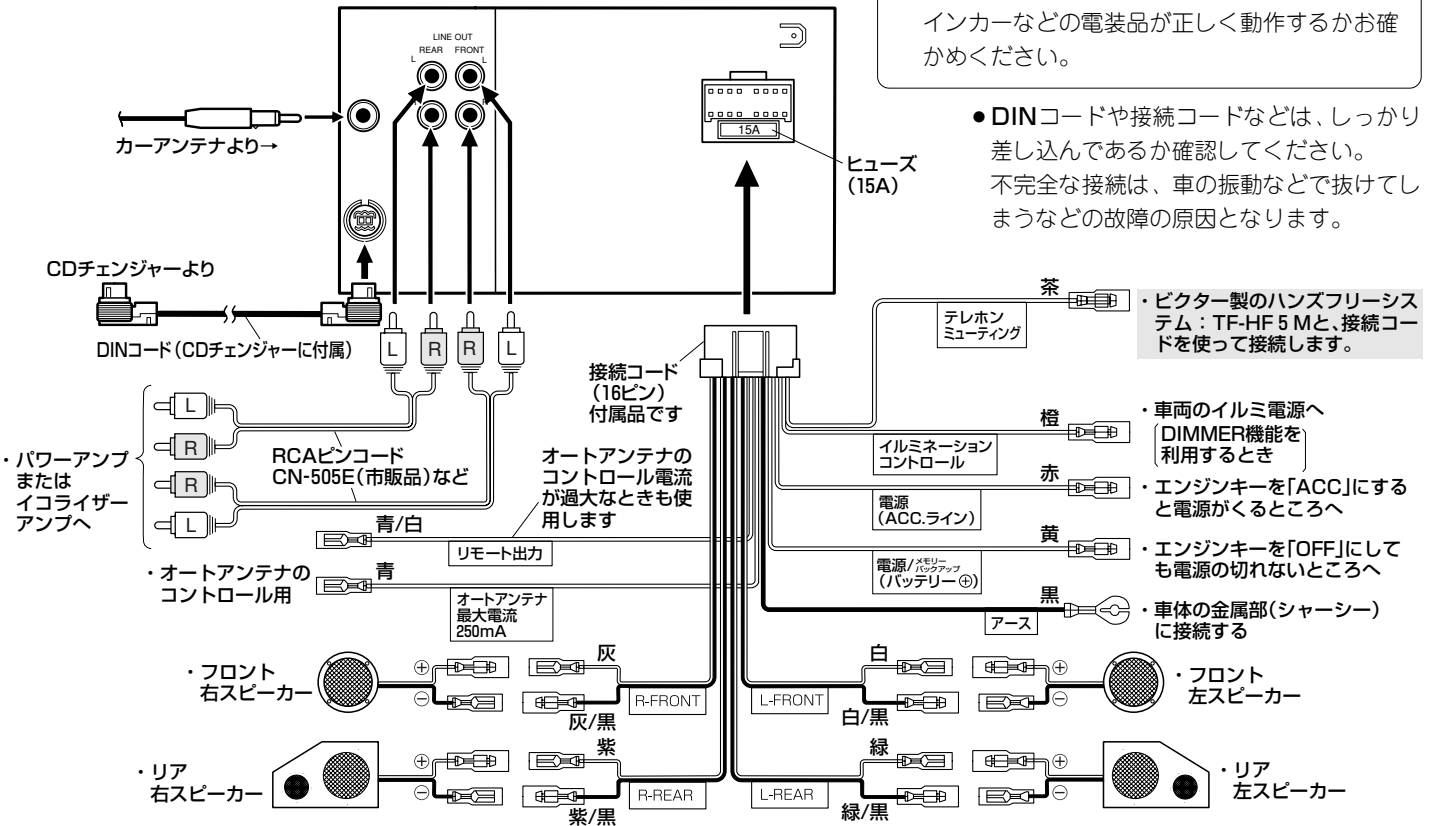 インカーなどの電装品が正しく動作するかお確
かめください。
●DINコードや接続コードなどは、しっかり
差し込んであるか確認してください。
不完全な接続は、車の振動などで抜けてし
まうなどの故障の原因となります。
LINE OUT
REAR FRONT
L L
R R
15A
ヒューズ
(15A)
カーアンテナより→
CDチェンジャーより
DINコード(CDチェンジャーに付属)
L R R L
L
R
R
L
・パワーアンプ
または
イコライザー
アンプへ
RCAピンコード
CN-505E(市販品)など
接続コード
(16ピン)
付属品です
オートアンテナの
コントロール電流
が過大なときも使
用します
青/白
リモート出力
・オートアンテナの
コントロール用
青
オートアンテナ
最大電流
250mA
茶
テレホン
ミューティング
・ビクター製のハンズフリーシス
テム:TF-HF5Mと、接続コー
ドを使って接続します。
橙
イルミネーション
コントロール
・車両のイルミ電源へ
DIMMER機能を
利用するとき
赤
電源
(ACC.ライン)
・エンジンキーを「ACC」にする
と電源がくるところへ
黄
電源/メモリーバックアップ
(バッテリー⊕)
・エンジンキーを「OFF」にして
も電源の切れないところへ
黒
アース
・車体の金属部(シャーシー)
に接続する
・フロント
右スピーカー
⊕
⊖
灰
灰/黒
R-FRONT
L-FRONT
白
白/黒
⊕
⊖
・フロント
左スピーカー
・リア
右スピーカー
⊕
⊖
紫
紫/黒
R-REAR
L-REAR
緑
緑/黒
⊕
⊖
・リア
左スピーカー